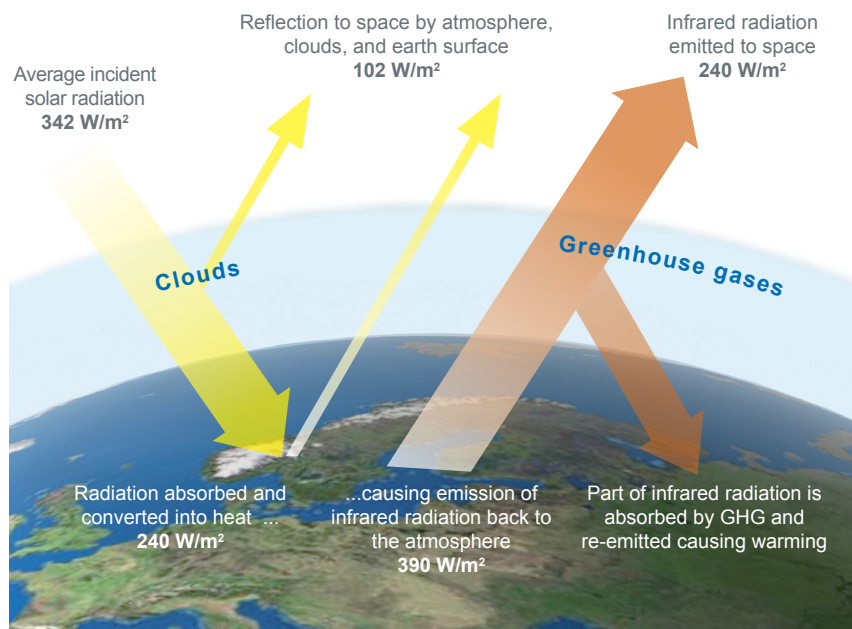 Average incident
solar radiation
342 W/m²
Reflection to space by atmosphere,
clouds, and earth surface
102 W/m²
Infrared radiation
emitted to space
240 W/m²
Clouds
Greenhouse gases
Radiation absorbed and
converted into heat ...
240 W/m²
...causing emission of
infrared radiation back to
the atmosphere
390 W/m²
Part of infrared radiation is
absorbed by GHG and
re-emitted causing warming